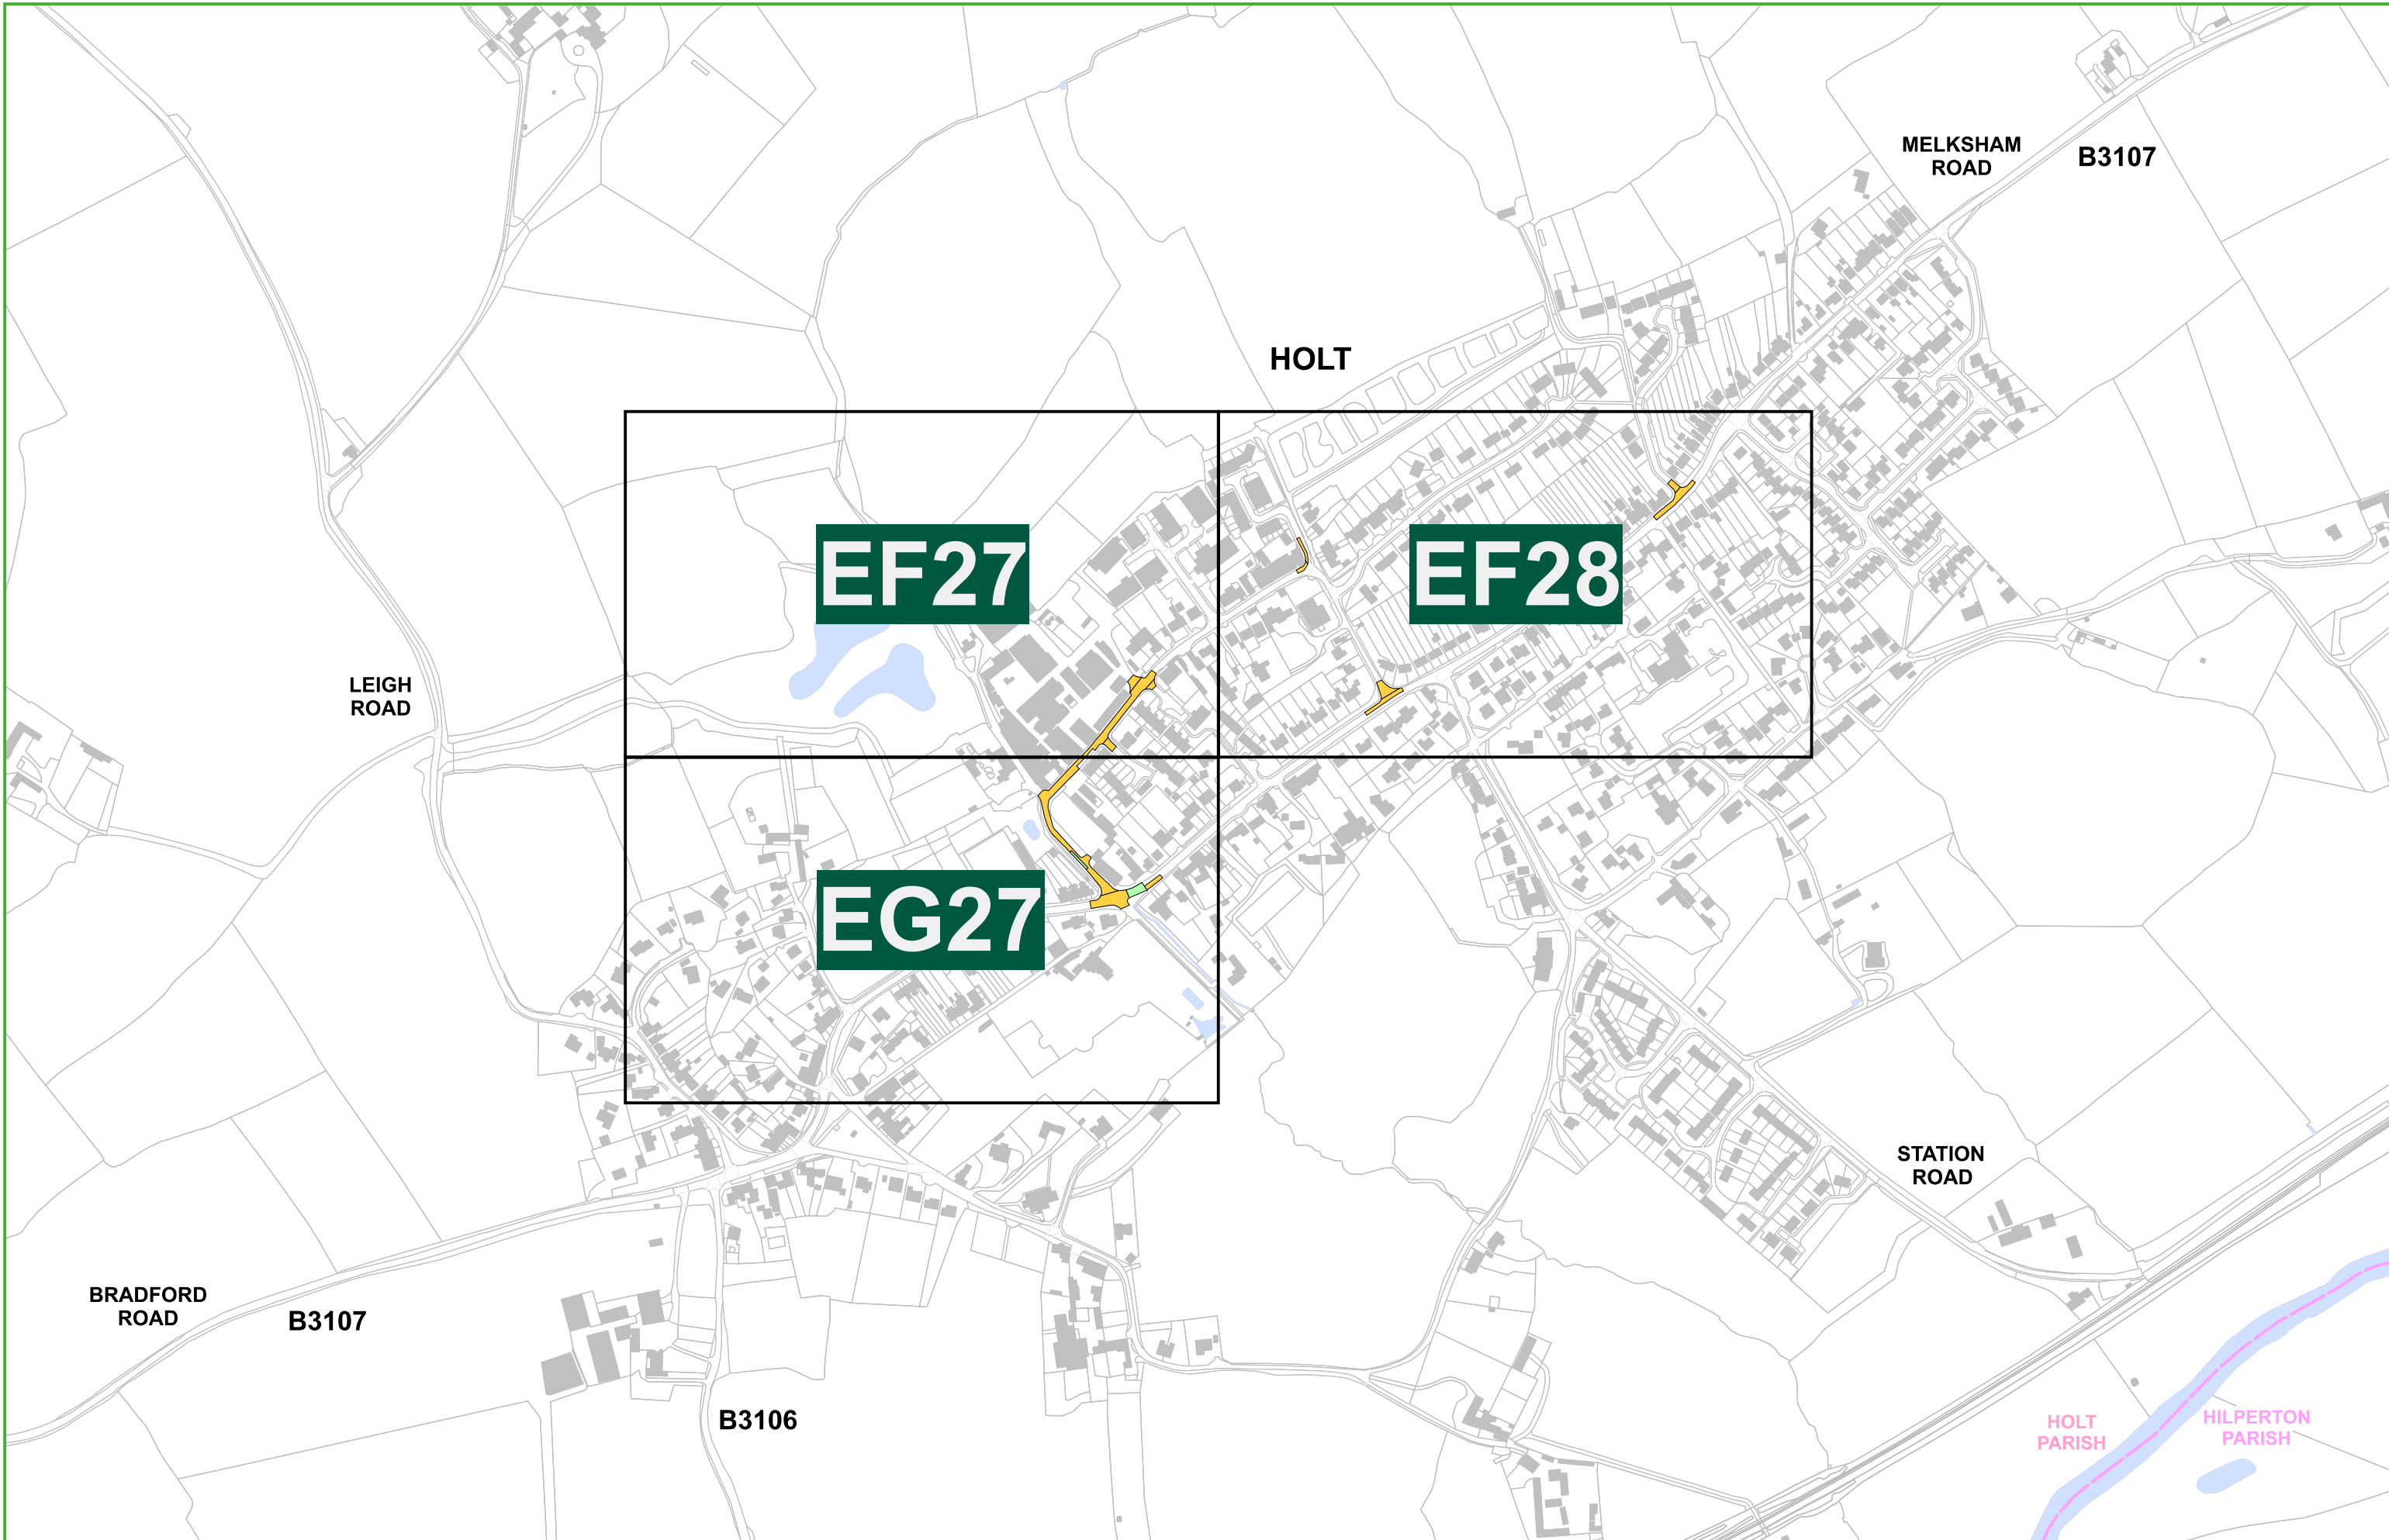 MELKSHAM
ROAD
B3107
HOLT
EF27
EF28
LEIGH
ROAD
EG27
STATION
ROAD
BRADFORD
ROAD
B3107
B3106
HOLT
PARISH
HILPERTON
PARISH